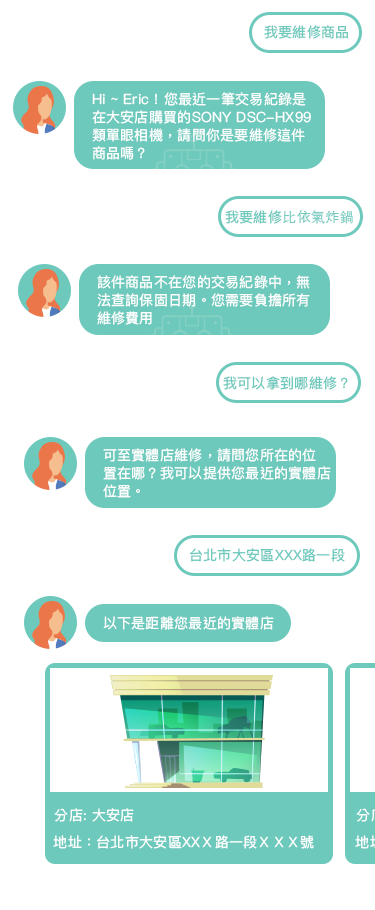 我要維修商品
Hi ~ Eric！您最近一筆交易紀錄是
在大安店購買的SONY DSC-HX99
類單眼相機，請問你是要維修這件
商品嗎？
我要維修比依氣炸鍋
該件商品不在您的交易紀錄中，無
法查詢保固日期。您需要負擔所有
維修費用
我可以拿到哪維修？
可至實體店維修，請問您所在的位
置在哪？我可以提供您最近的實體店
位置。
台北市大安區XXX路一段
以下是距離您最近的實體店
分店: 大安店
地址：台北市大安區XXＸ路一段ＸＸＸ號
分
地